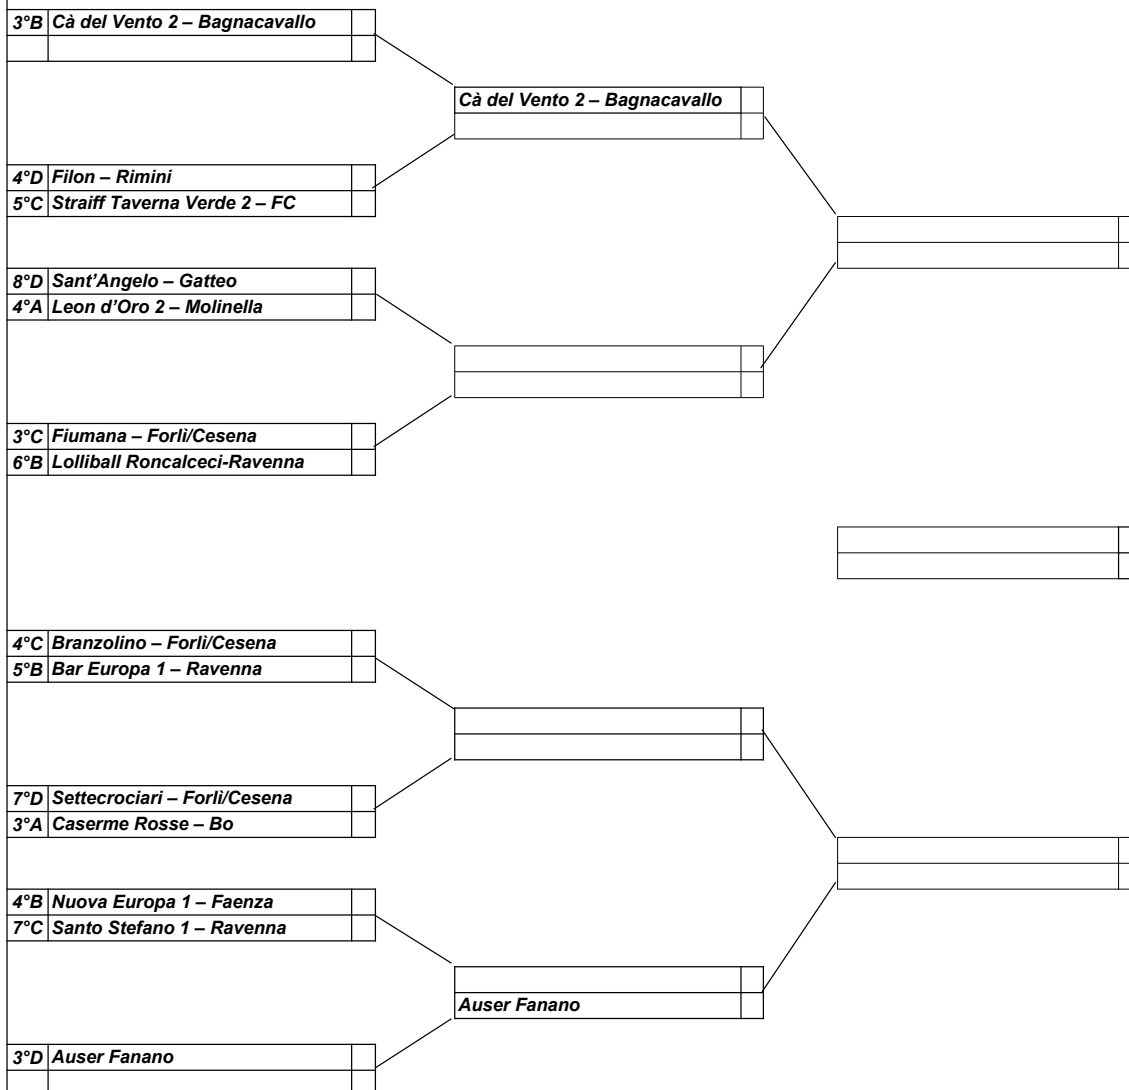 3°B Cà del Vento 2 – Bagnacavallo
Cà del Vento 2 – Bagnacavallo
4°D Filon – Rimini
5°C Straiff Taverna Verde 2 – FC
8°D Sant’Angelo – Gatteo
4°A Leon d’Oro 2 – Molinella
3°C Fiumana – Forlì/Cesena
6°B Lolliball Roncalceci-Ravenna
4°C Branzolino – Forlì/Cesena
5°B Bar Europa 1 – Ravenna
7°D Settecrociari – Forlì/Cesena
3°A Caserme Rosse – Bo
4°B Nuova Europa 1 – Faenza
7°C Santo Stefano 1 – Ravenna
Auser Fanano
3°D Auser Fanano